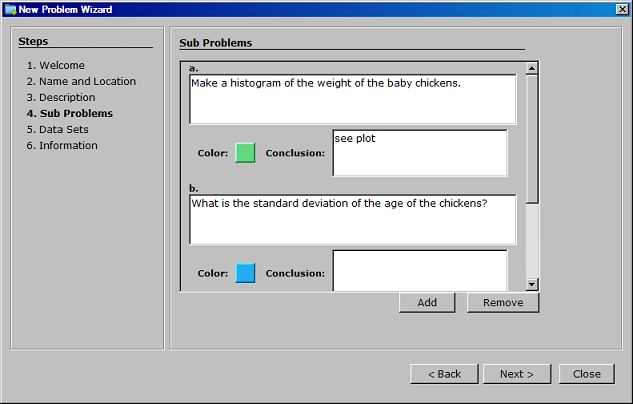 New Problem Wizard
Steps
1. Welcome
2. Name and Location
3. Description
4. Sub Problems
5. Data Sets
6. Information
Sub Problems
a.
Make a histogram of the weight of the baby chickens.
Color:
Conclusion:
see plot
b.
What is the standard deviation of the age of the chickens?
Color:
Conclusion:
Add
Remove
< Back
Next >
Close